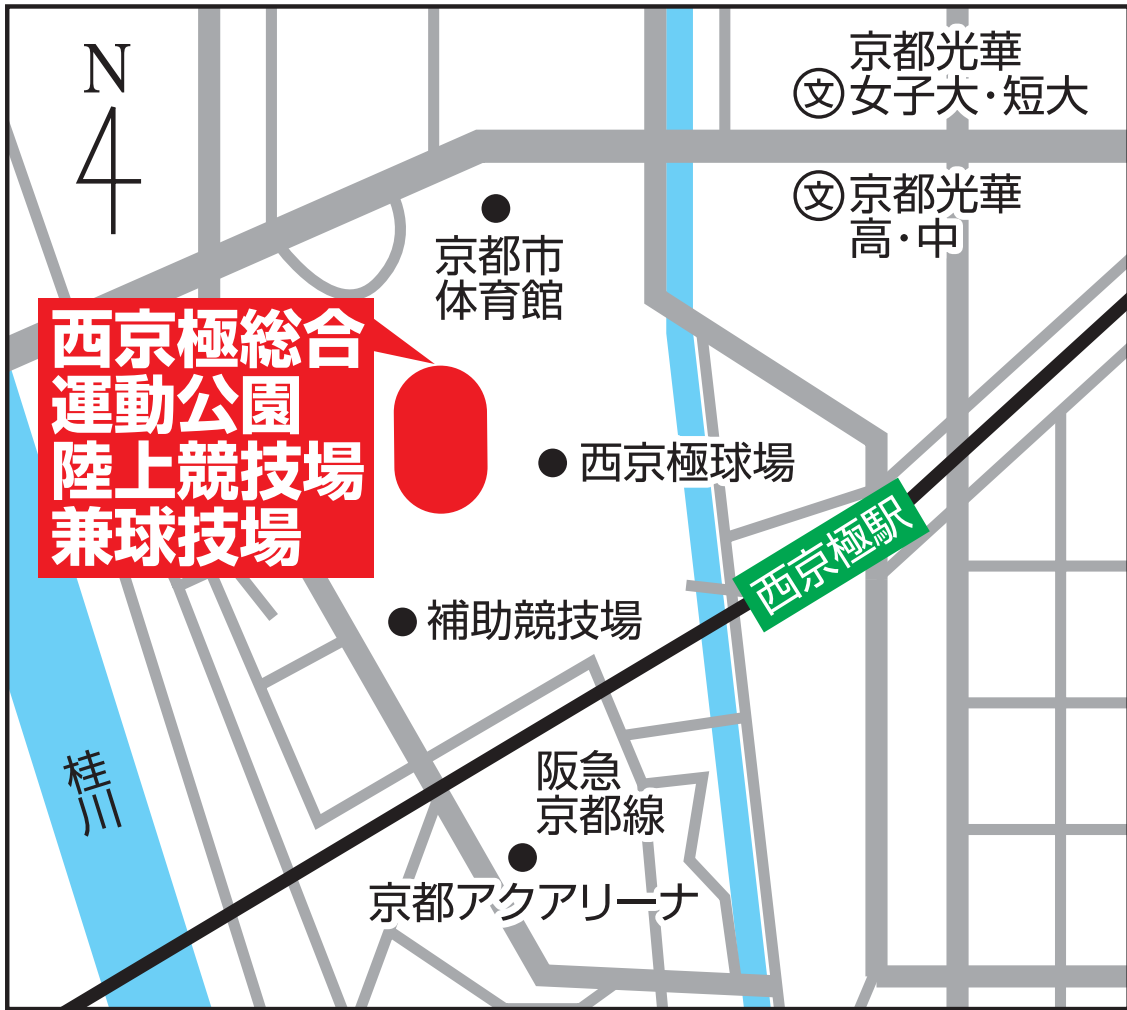 N
京都光華
文 女子大・短大
文 京都光華
高・中
京都市
体育館
西京極総合
運動公園
陸上競技場
兼球技場
西京極球場
西京極駅
補助競技場
桂川
阪急
京都線
京都アクアリーナ